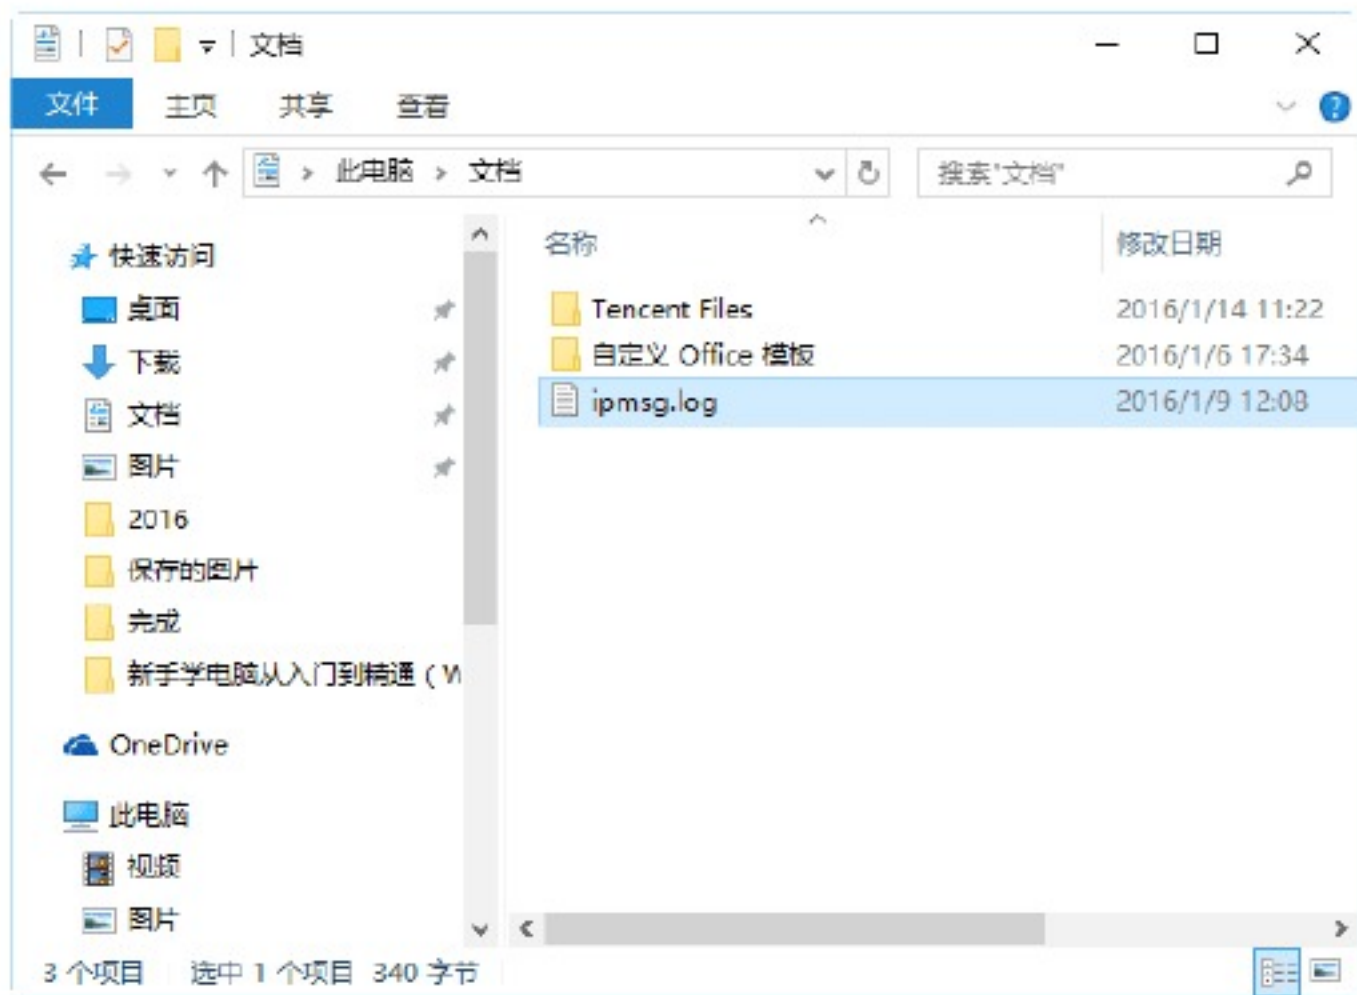 文档
文件 主页 共享 查看
此电脑 文档
搜索"文档"
快速访问
桌面
下载
文档
图片
2016
保存的图片
完成
新手学电脑从入门到精通（W
OneDrive
此电脑
视频
图片
名称 修改日期
Tencent Files 2016/1/14 11:22
自定义 Office 模板 2016/1/6 17:34
ipmsg.log 2016/1/9 12:08
3 个项目 选中 1 个项目 340 字节